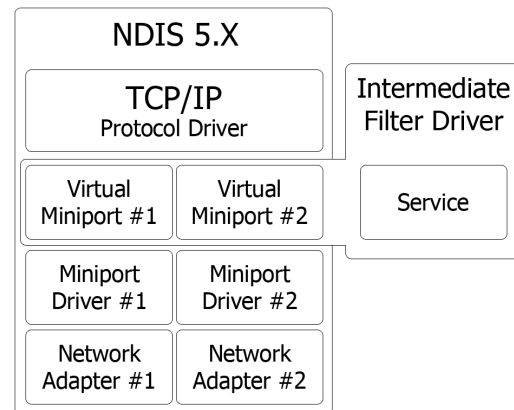 NDIS 5.X
TCP/IP
Protocol Driver
Intermediate
Filter Driver
Virtual
Miniport #1
Virtual
Miniport #2
Service
Miniport
Driver #1
Miniport
Driver #2
Network
Adapter #1
Network
Adapter #2